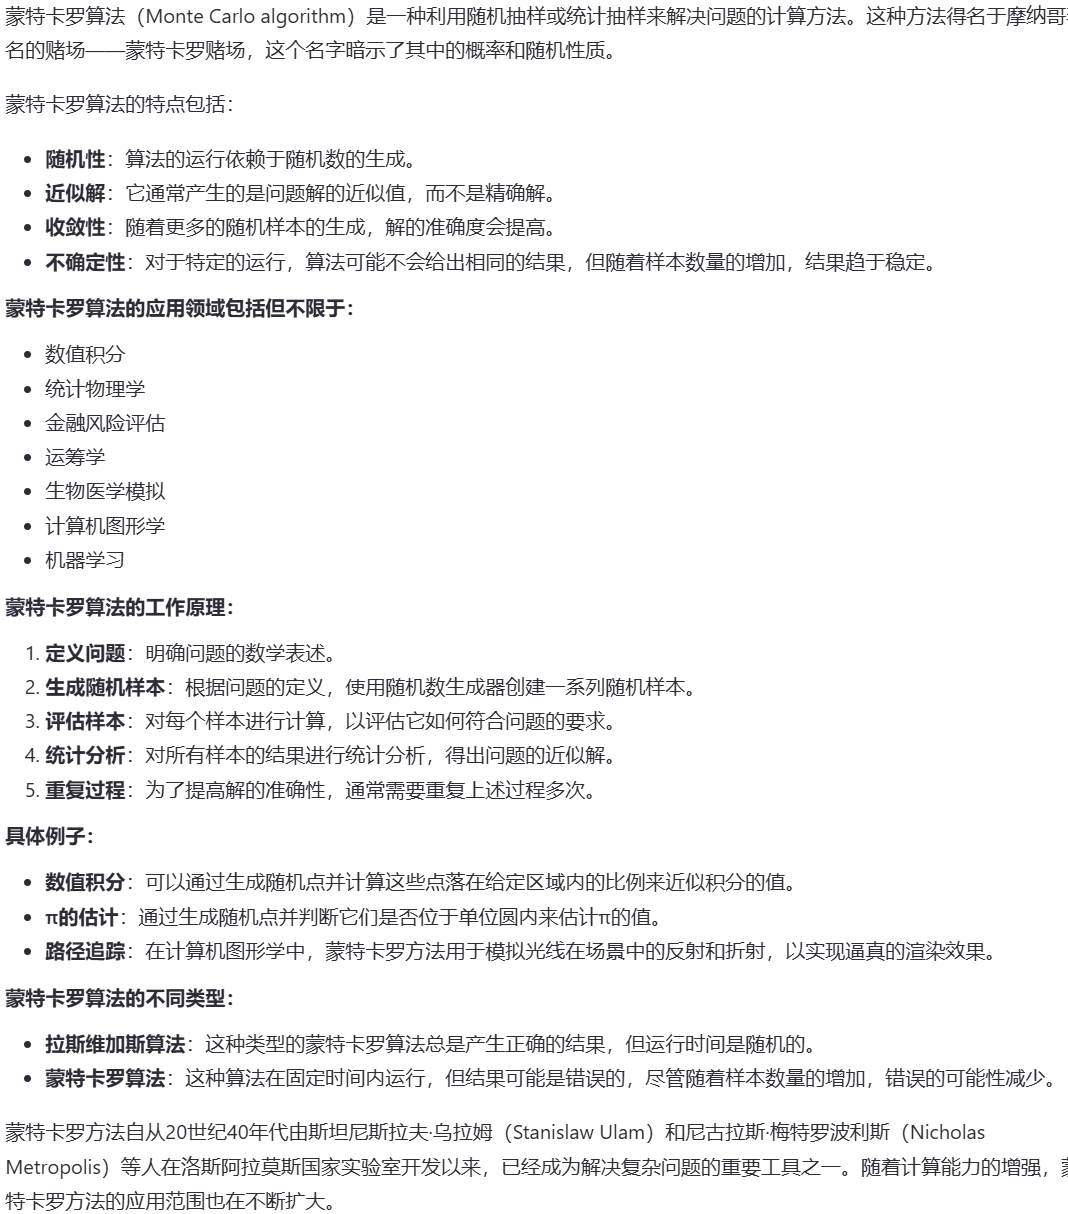 蒙特卡罗算法（Monte Carlo algorithm）是一种利用随机抽样或统计抽样来解决问题的计算方法。这种方法得名于摩纳哥
名的赌场——蒙特卡罗赌场，这个名字暗示了其中的概率和随机性质。
蒙特卡罗算法的特点包括：
• 随机性：算法的运行依赖于随机数的生成。
• 近似解：它通常产生的是问题解的近似值，而不是精确解。
• 收敛性：随着更多的随机样本的生成，解的准确度会提高。
• 不确定性：对于特定的运行，算法可能不会给出相同的结果，但随着样本数量的增加，结果趋于稳定。
蒙特卡罗算法的应用领域包括但不限于：
• 数值积分
• 统计物理学
• 金融风险评估
• 运筹学
• 生物医学模拟
• 计算机图形学
• 机器学习
蒙特卡罗算法的工作原理：
1. 定义问题：明确问题的数学表述。
2. 生成随机样本：根据问题的定义，使用随机数生成器创建一系列随机样本。
3. 评估样本：对每个样本进行计算，以评估它如何符合问题的要求。
4. 统计分析：对所有样本的结果进行统计分析，得出问题的近似解。
5. 重复过程：为了提高解的准确性，通常需要重复上述过程多次。
具体例子：
• 数值积分：可以通过生成随机点并计算这些点落在给定区域内的比例来近似积分的值。
• π的估计：通过生成随机点并判断它们是否位于单位圆内来估计π的值。
• 路径追踪：在计算机图形学中，蒙特卡罗方法用于模拟光线在场景中的反射和折射，以实现逼真的渲染效果。
蒙特卡罗算法的不同类型：
• 拉斯维加斯算法：这种类型的蒙特卡罗算法总是产生正确的结果，但运行时间是随机的。
• 蒙特卡罗算法：这种算法在固定时间内运行，但结果可能是错误的，尽管随着样本数量的增加，错误的可能性减少。
蒙特卡罗方法自从20世纪40年代由斯坦尼斯拉夫·乌拉姆（Stanislaw Ulam）和尼古拉斯·梅特罗波利斯（Nicholas
Metropolis）等人在洛斯阿拉莫斯国家实验室开发以来，已经成为解决复杂问题的重要工具之一。随着计算能力的增强，
特卡罗方法的应用范围也在不断扩大。